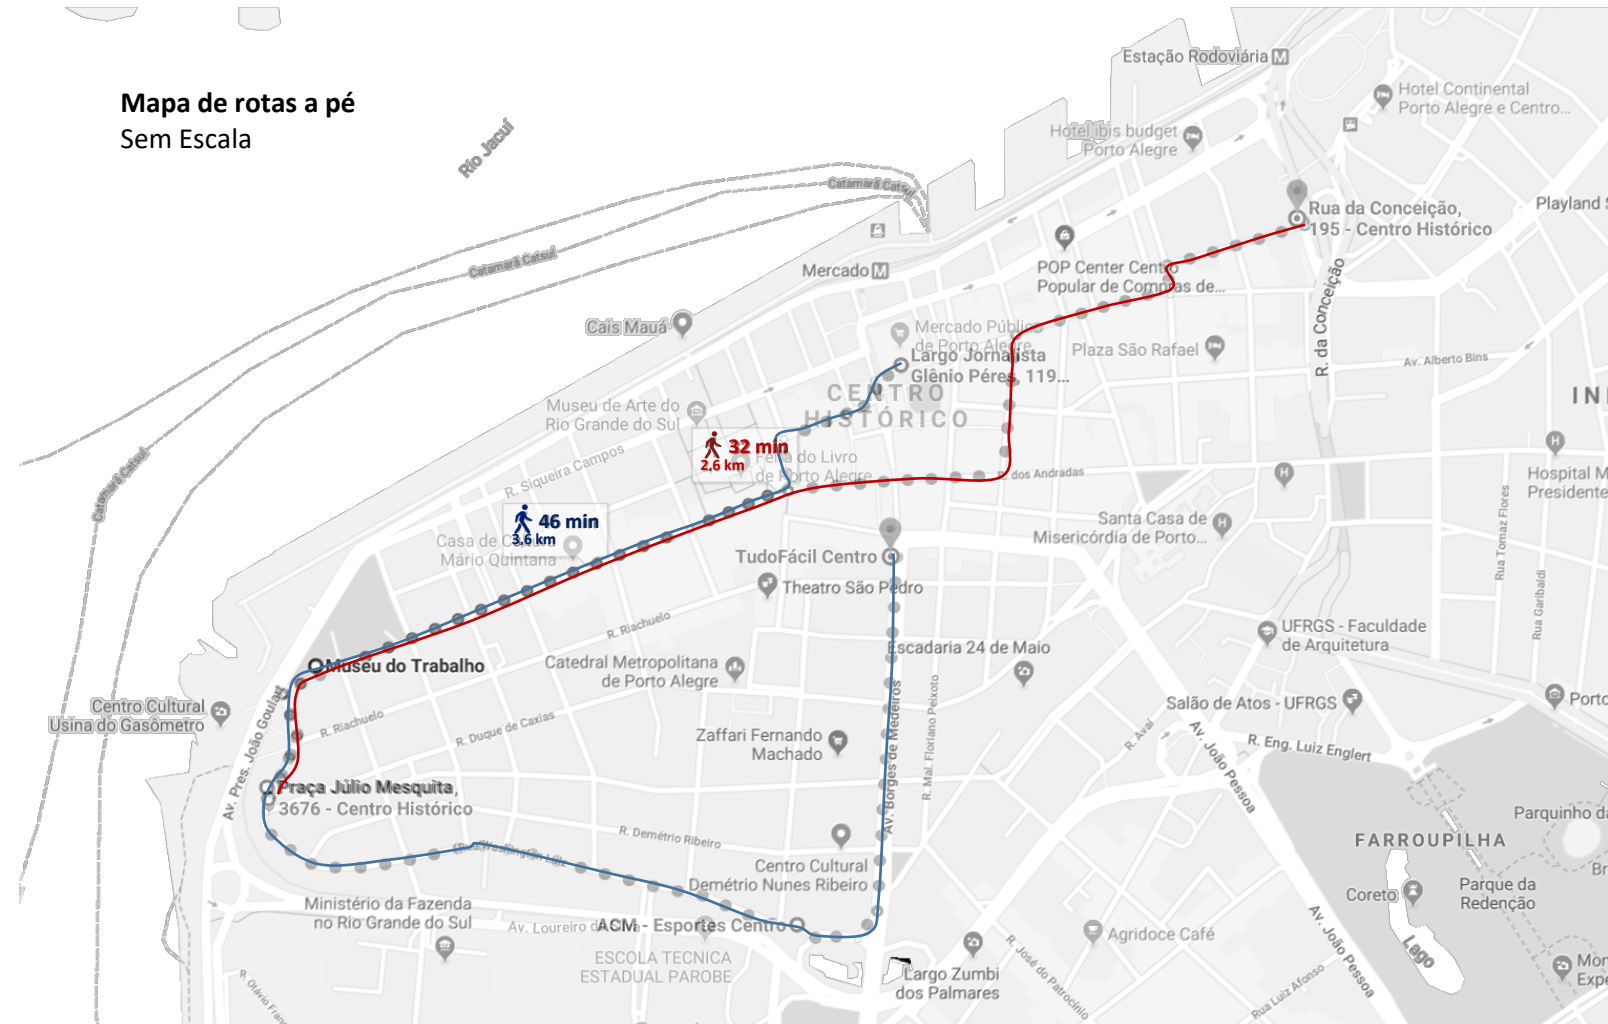 Mapa de rotas a pé
Sem Escala
Rio Jacuí
Estação Rodoviária M
Hotel Continental
Porto Alegre e Centro...
Hotel ibis budget
Porto Alegre
Catamarã Catsul
Playland
Rua da Conceição,
195 - Centro Histórico
Catamarã Catsul
Mercado M
POP Center Centro
Popular de Compras de...
R. da Conceição
Cais Mauá
Mercado Público
de Porto Alegre
Largo Jornalista
Glênio Péres, 119...
Plaza São Rafael
Av. Alberto Bins
CENTRO
HISTÓRICO
Museu de Arte do
Rio Grande do Sul
32 min
2,6 km
Feira do Livro
de Porto Alegre
R. Siqueira Campos
R. dos Andradas
Catamarã Catsul
Hospital M
Presidente
Rua Tomaz Flores
46 min
3,6 km
Casa de Cultura
Mário Quintana
Santa Casa de
Misericórdia de Porto...
TudoFácil Centro
Theatro São Pedro
Rua Garibaldi
R. Riachuelo
UFRGS - Faculdade
de Arquitetura
Escadaria 24 de Maio
Museu do Trabalho
Catedral Metropolitana
de Porto Alegre
Centro Cultural
Usina do Gasômetro
Av. Pres. João Goulart
R. Riachuelo
R. Duque de Caxias
Salão de Atos - UFRGS
Porto
Zaffari Fernando
Machado
Av. Borges de Medeiros
R. Mal. Floriano Peixoto
R. Avaí
Av. João Pessoa
R. Eng. Luiz Englert
Praça Júlio Mesquita,
3676 - Centro Histórico
R. Demétrio Ribeiro
Rua Washington Luiz
Centro Cultural
Demétrio Nunes Ribeiro
FARROUPILHA
Parquinho da
Coreto
Parque da
Redenção
Br
Ministério da Fazenda
no Rio Grande do Sul
Av. Loureiro da Silva
ACM - Esportes Centro
Agridoce Café
Av. João Pessoa
Lago
ESCOLA TECNICA
ESTADUAL PAROBE
Largo Zumbi
dos Palmares
R. José do Patrocínio
Rua Luiz Afonso
Mon
Expe